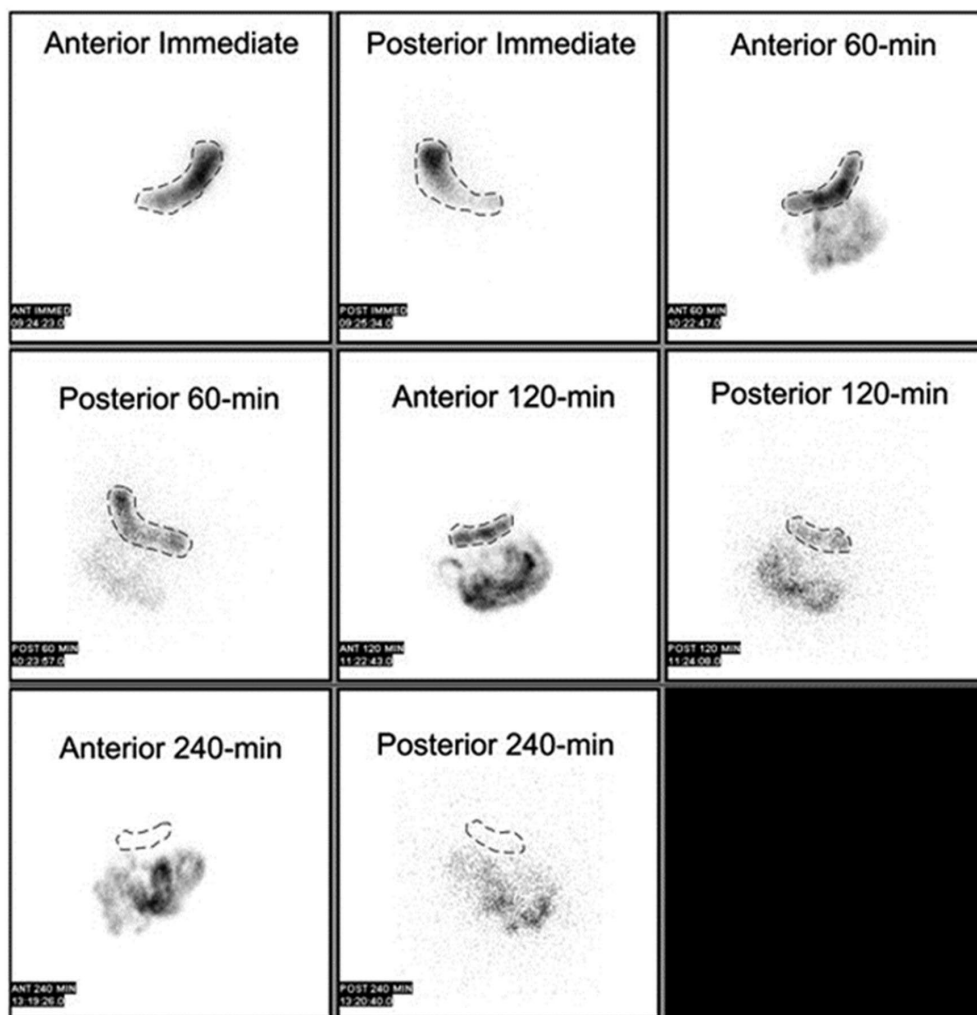 Anterior Immediate
Posterior Immediate
Anterior 60-min
ANT IMMED
09:24:23.0
POST IMMED
09:25:34.0
ANT 60 MIN
10:22:47.0
Posterior 60-min
Anterior 120-min
Posterior 120-min
POST 60 MIN
10:23:57.0
ANT 120 MIN
11:22:43.0
POST 120 MIN
11:24:08.0
Anterior 240-min
Posterior 240-min
ANT 240 MIN
13:19:26.0
POST 240 MIN
13:20:40.0